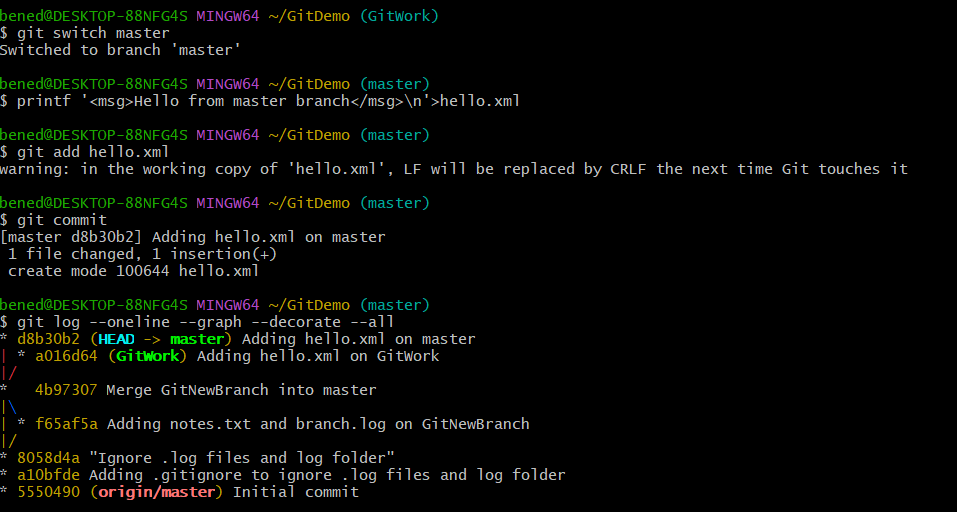 bened@DESKTOP-88NFG4S MINGW64 ~/GitDemo (GitWork)
$ git switch master
Switched to branch 'master'
bened@DESKTOP-88NFG4S MINGW64 ~/GitDemo (master)
$ printf '<msg>Hello from master branch</msg>\n'>hello.xml
bened@DESKTOP-88NFG4S MINGW64 ~/GitDemo (master)
$ git add hello.xml
warning: in the working copy of 'hello.xml', LF will be replaced by CRLF the next time Git touches it
bened@DESKTOP-88NFG4S MINGW64 ~/GitDemo (master)
$ git commit
[master d8b30b2] Adding hello.xml on master
 1 file changed, 1 insertion(+)
 create mode 100644 hello.xml
bened@DESKTOP-88NFG4S MINGW64 ~/GitDemo (master)
$ git log --oneline --graph --decorate --all
* d8b30b2 (HEAD -> master) Adding hello.xml on master
| * a016d64 (GitWork) Adding hello.xml on GitWork
|/
*   4b97307 Merge GitNewBranch into master
|\
| * f65af5a Adding notes.txt and branch.log on GitNewBranch
|/
* 8058d4a "Ignore .log files and log folder"
* a10bfde Adding .gitignore to ignore .log files and log folder
* 5550490 (origin/master) Initial commit